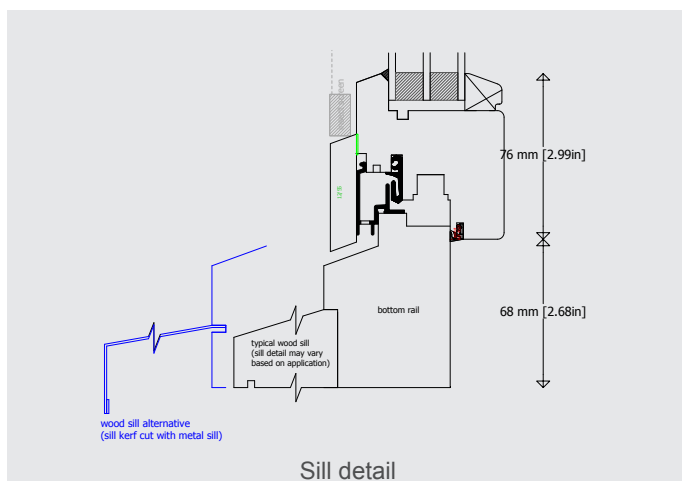 76 mm [2.99in]
68 mm [2.68in]
bottom rail
typical wood sill
(sill detail may vary
based on application)
wood sill alternative
(sill kerf cut with metal sill)
Sill detail